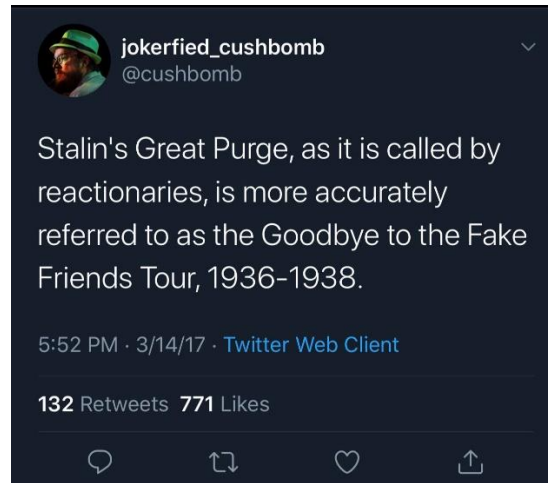 jokerfied_cushbomb
@cushbomb
Stalin's Great Purge, as it is called by
reactionaries, is more accurately
referred to as the Goodbye to the Fake
Friends Tour, 1936-1938.
5:52 PM · 3/14/17 · Twitter Web Client
132 Retweets 771 Likes